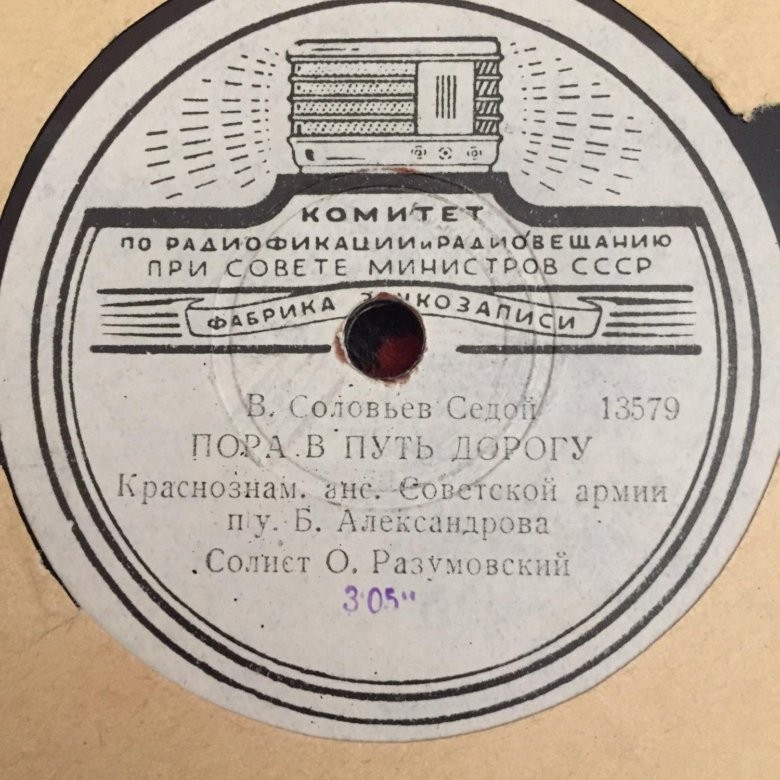 КОМИТЕТ
ПО РАДИОФИКАЦИИ и РАДИОВЕЩАНИЮ
ПРИ СОВЕТЕ МИНИСТРОВ СССР
ФАБРИКА
В. Соловьев Седой 13579
ПОРА В ПУТЬ ДОРОГУ
Краснознам. анс. Советской армии
п/у. Б. Александрова
Солист О. Разумовский
3'05"